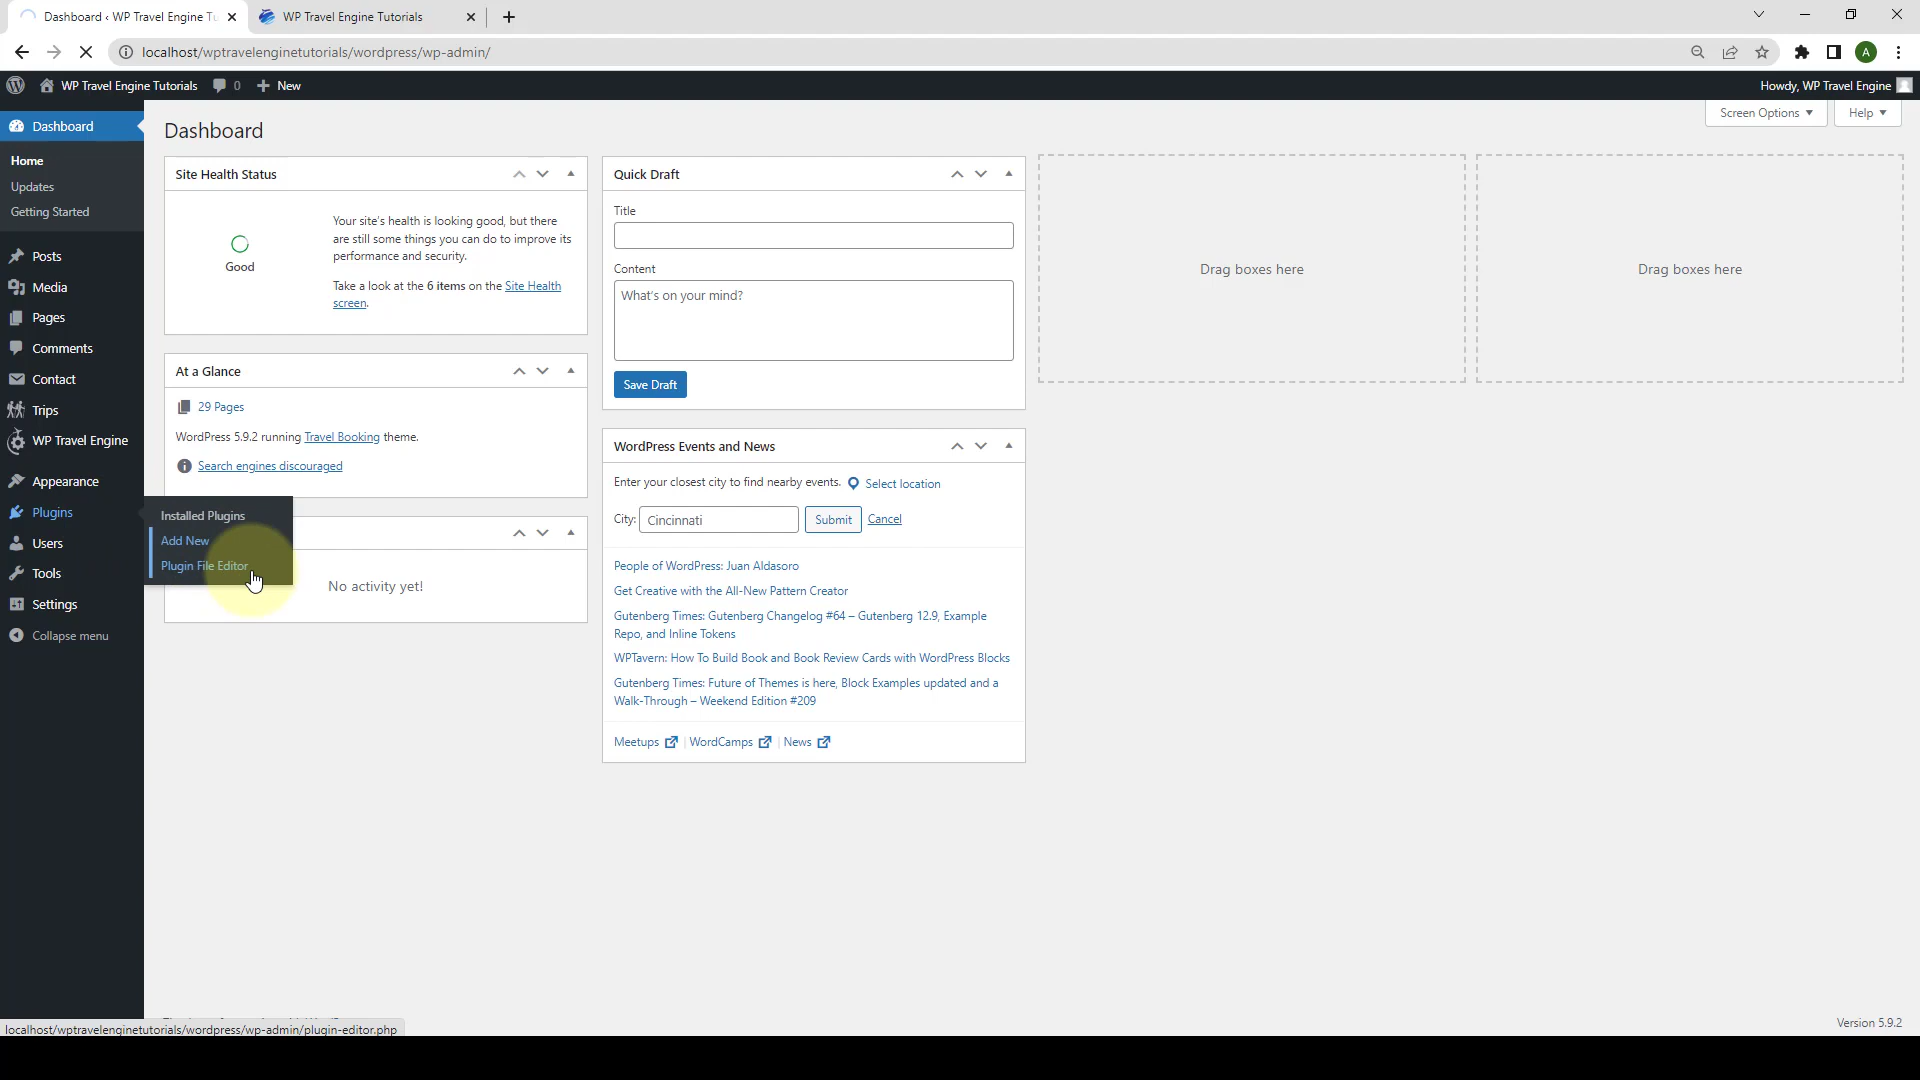 Dashboard ‹ WP Travel Engine Tu
WP Travel Engine Tutorials
localhost/wptravelenginetutorials/wordpress/wp-admin/
A
WP Travel Engine Tutorials
0
New
Howdy, WP Travel Engine
Dashboard
Home
Updates
Getting Started
Posts
Media
Pages
Comments
Contact
Trips
WP Travel Engine
Appearance
Plugins
Users
Tools
Settings
Collapse menu
Installed Plugins
Add New
Plugin File Editor
Dashboard
Screen Options
Help
Site Health Status
Good
Your site's health is looking good, but there
are still some things you can do to improve its
performance and security.
Take a look at the 6 items on the Site Health
screen.
At a Glance
29 Pages
WordPress 5.9.2 running Travel Booking theme.
Search engines discouraged
No activity yet!
Quick Draft
Title
Content
What's on your mind?
Save Draft
WordPress Events and News
Enter your closest city to find nearby events. Select location
City: Cincinnati Submit Cancel
People of WordPress: Juan Aldasoro
Get Creative with the All-New Pattern Creator
Gutenberg Times: Gutenberg Changelog #64 – Gutenberg 12.9, Example
Repo, and Inline Tokens
WPTavern: How To Build Book and Book Review Cards with WordPress Blocks
Gutenberg Times: Future of Themes is here, Block Examples updated and a
Walk-Through – Weekend Edition #209
Meetups | WordCamps | News
Drag boxes here
Drag boxes here
localhost/wptravelenginetutorials/wordpress/wp-admin/plugin-editor.php
Version 5.9.2